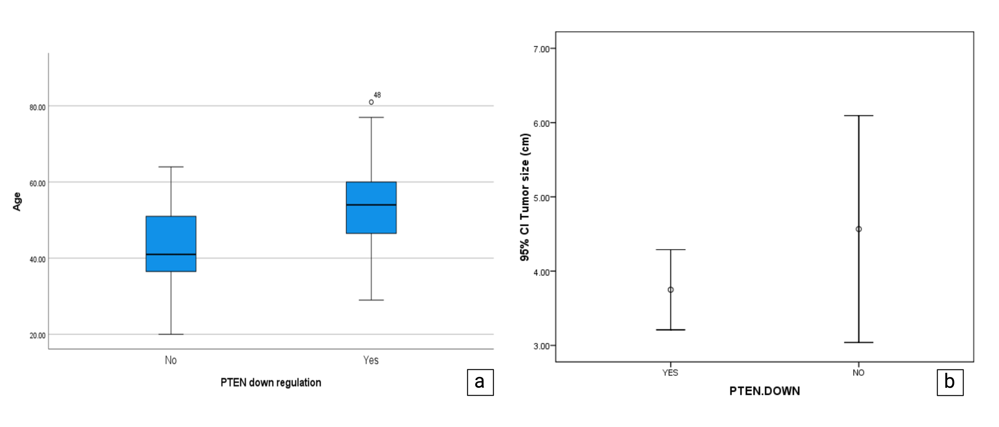 Age
80.00
60.00
40.00
20.00
48
No
Yes
PTEN down regulation
a
95% CI Tumor size (cm)
7.00
6.00
5.00
4.00
3.00
YES
NO
PTEN.DOWN
b